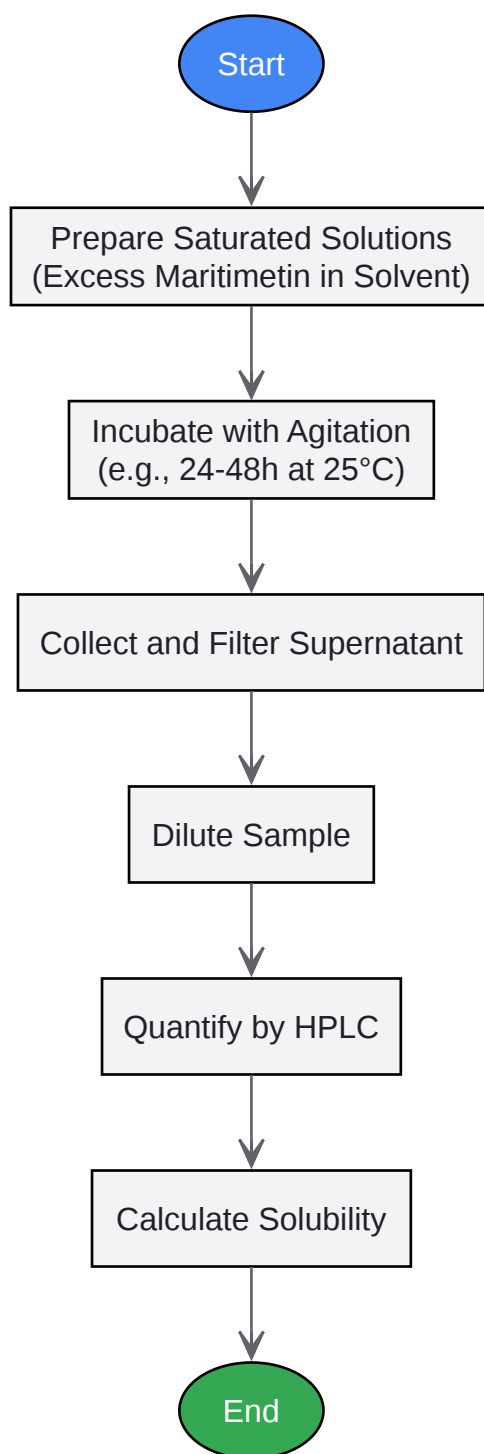 Start
Prepare Saturated Solutions
(Excess Maritimetin in Solvent)
Incubate with Agitation
(e.g., 24-48h at 25°C)
Collect and Filter Supernatant
Dilute Sample
Quantify by HPLC
Calculate Solubility
End